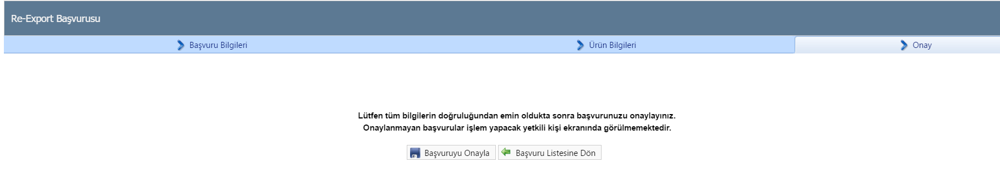 Re-Export Başvurusu
Başvuru Bilgileri
Ürün Bilgileri
Onay
Lütfen tüm bilgilerin doğruluğundan emin oldukta sonra başvurunuzu onaylayınız.
Onaylanmayan başvurular işlem yapacak yetkili kişi ekranında görülmemektedir.
Başvuruyu Onayla
Başvuru Listesine Dön